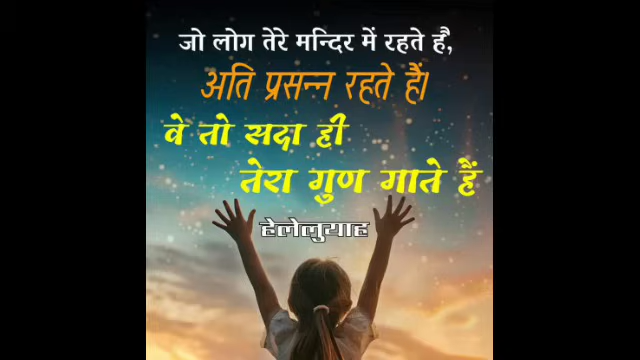 जो लोग तेरे मन्दिर में रहते है,
अति प्रसन्न रहते हैं।
वे तो सदा ही
तेरा गुण गाते हैं
हेलेलुयाह